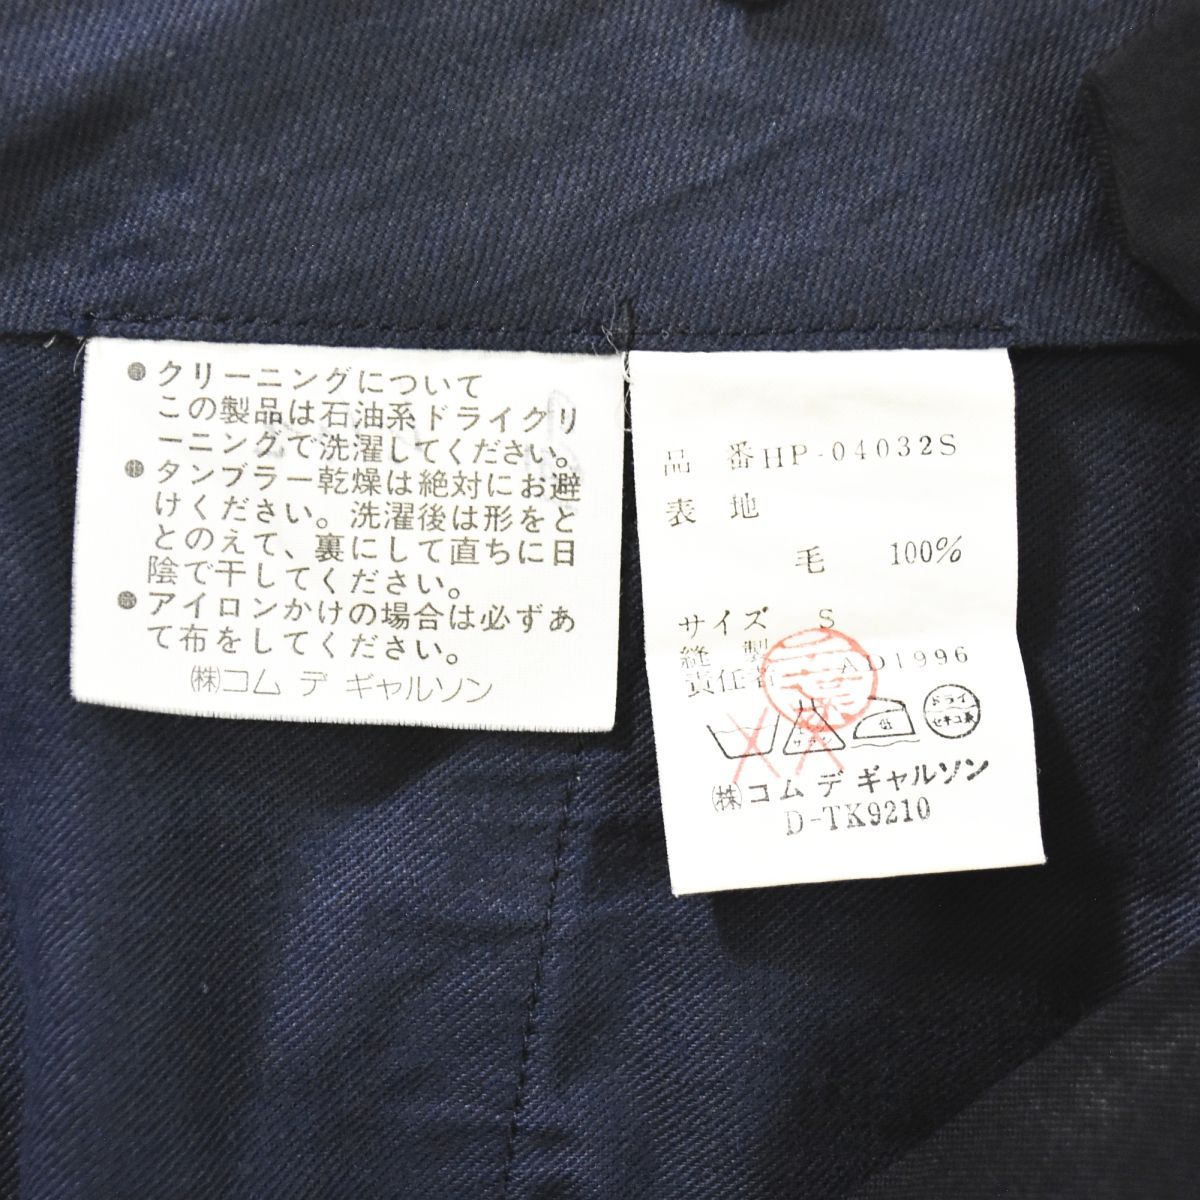 ●クリーニングについて
この製品は石油系ドライクリ
ーニングで洗濯してください。
●タンブラー乾燥は絶対にお避
けください。洗濯後は形をと
とのえて、裏にして直ちに日
陰で干してください。
●アイロンかけの場合は必ずあ
て布をしてください。
㈱コム デ ギャルソン
品 番 HP-04032S
表 地
毛 100%
サイズ S
縫 製
責任者 AD1996
ドライ
セキユ系
㈱コム デ ギャルソン
D-TK9210